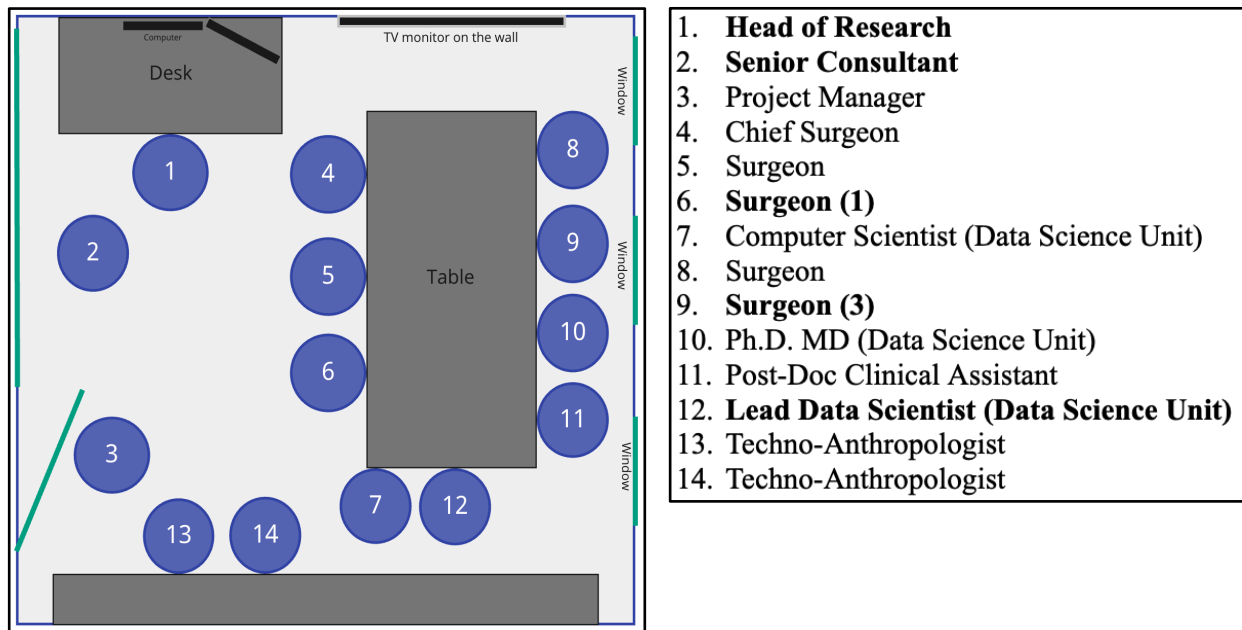 Computer
TV monitor on the wall
Desk
Window
8
1
4
9
2
Window
5
Table
10
6
11
3
Window
7
12
13
14
1. Head of Research
2. Senior Consultant
3. Project Manager
4. Chief Surgeon
5. Surgeon
6. Surgeon (1)
7. Computer Scientist (Data Science Unit)
8. Surgeon
9. Surgeon (3)
10. Ph.D. MD (Data Science Unit)
11. Post-Doc Clinical Assistant
12. Lead Data Scientist (Data Science Unit)
13. Techno-Anthropologist
14. Techno-Anthropologist